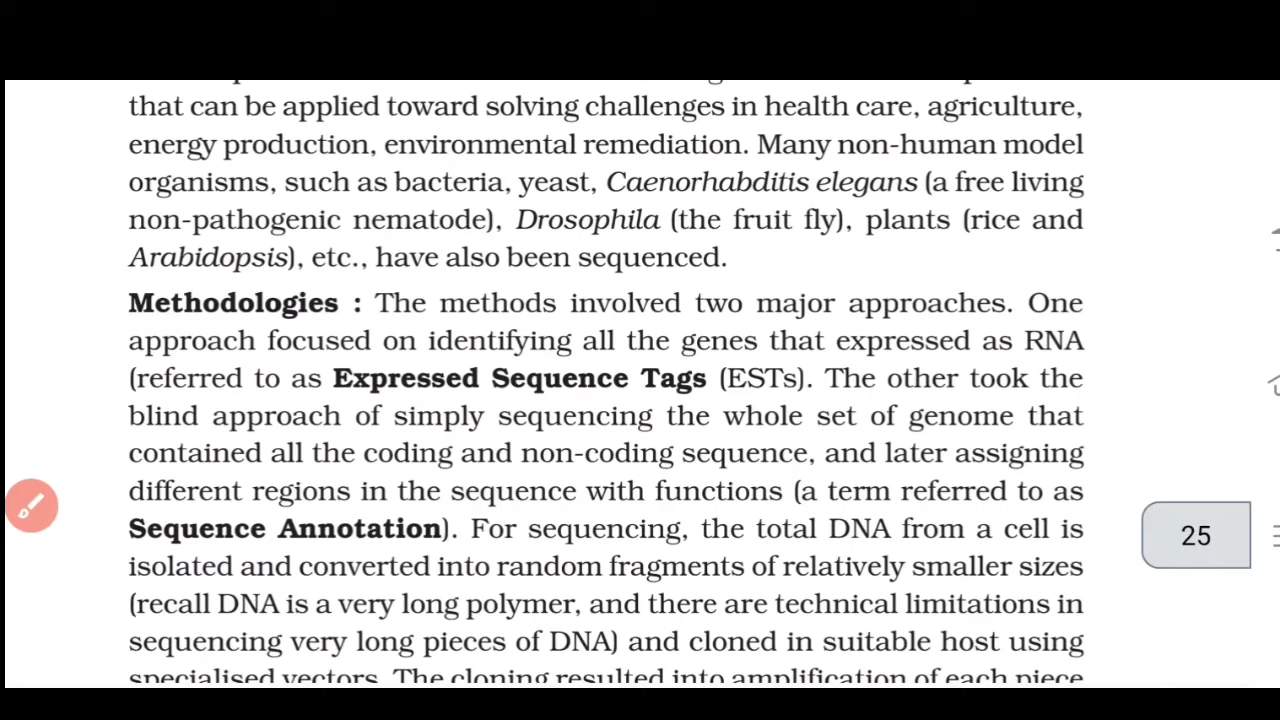 that can be applied toward solving challenges in health care, agriculture,
energy production, environmental remediation. Many non-human model
organisms, such as bacteria, yeast, Caenorhabditis elegans (a free living
non-pathogenic nematode), Drosophila (the fruit fly), plants (rice and
Arabidopsis), etc., have also been sequenced.
Methodologies : The methods involved two major approaches. One
approach focused on identifying all the genes that expressed as RNA
(referred to as Expressed Sequence Tags (ESTs). The other took the
blind approach of simply sequencing the whole set of genome that
contained all the coding and non-coding sequence, and later assigning
different regions in the sequence with functions (a term referred to as
Sequence Annotation). For sequencing, the total DNA from a cell is
isolated and converted into random fragments of relatively smaller sizes
(recall DNA is a very long polymer, and there are technical limitations in
sequencing very long pieces of DNA) and cloned in suitable host using
specialised vectors. The cloning resulted into amplification of each piece
25